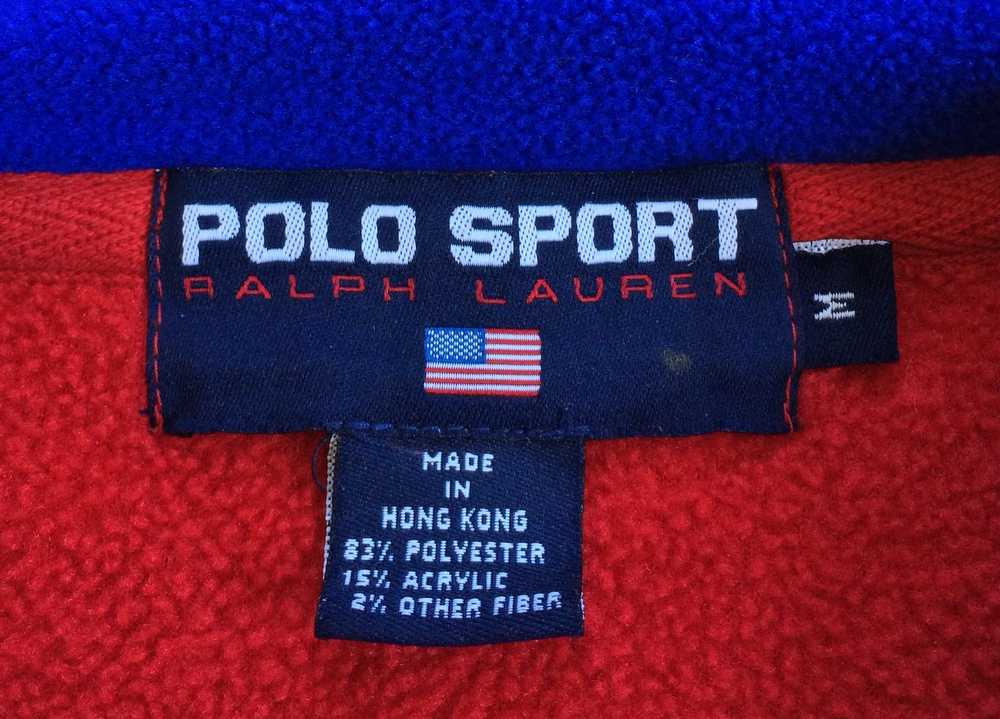 POLO SPORT
RALPH LAUREN
M
MADE
IN
HONG KONG
83% POLYESTER
15% ACRYLIC
2% OTHER FIBER